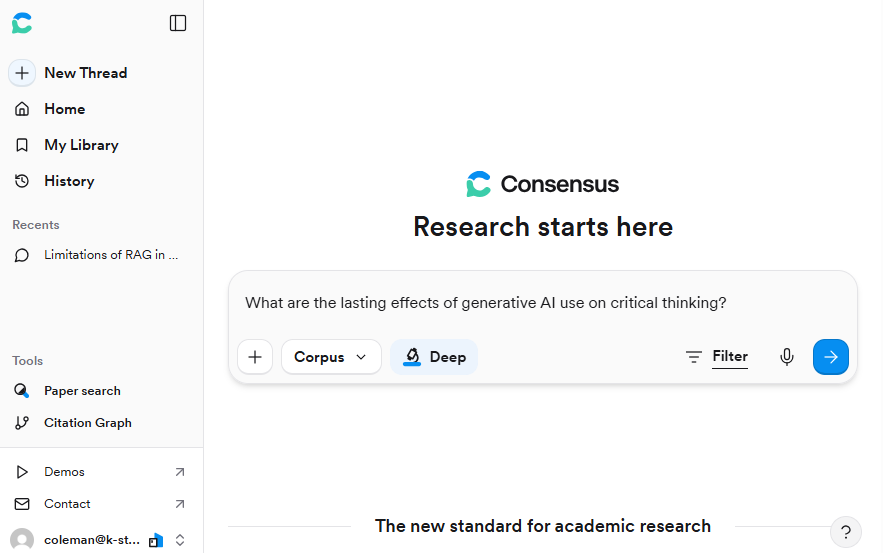 New Thread
Home
My Library
History
Recents
Limitations of RAG in ...
Tools
Paper search
Citation Graph
Demos
Contact
coleman@k-st...
Consensus
Research starts here
What are the lasting effects of generative AI use on critical thinking?
Corpus
Deep
Filter
The new standard for academic research
?